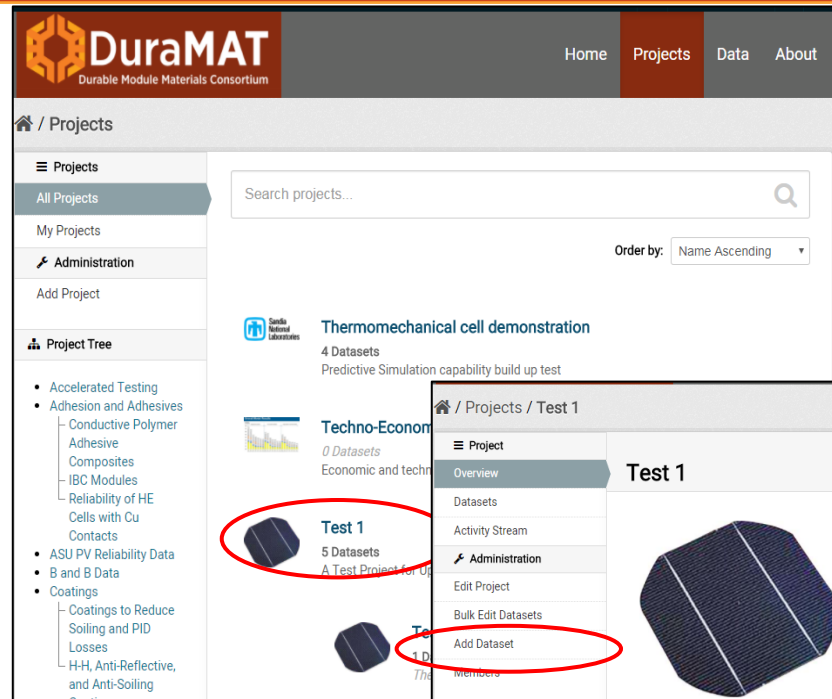 DuraMAT
Durable Module Materials Consortium
Home Projects Data About
/ Projects
Projects
All Projects
My Projects
Administration
Add Project
Project Tree
Accelerated Testing
Adhesion and Adhesives
Conductive Polymer
Adhesive
Composites
IBC Modules
Reliability of HE
Cells with Cu
Contacts
ASU PV Reliability Data
B and B Data
Coatings
Coatings to Reduce
Soiling and PID
Losses
H-H, Anti-Reflective,
and Anti-Soiling
Search projects...
Order by: Name Ascending
Sandia
National
Laboratories
Thermomechanical cell demonstration
4 Datasets
Predictive Simulation capability build up test
Techno-Econom
0 Datasets
Economic and techn
Test 1
5 Datasets
A Test Project for Up
Te
1 D
The
/ Projects / Test 1
Project
Overview
Datasets
Activity Stream
Administration
Edit Project
Bulk Edit Datasets
Add Dataset
Members
Test 1